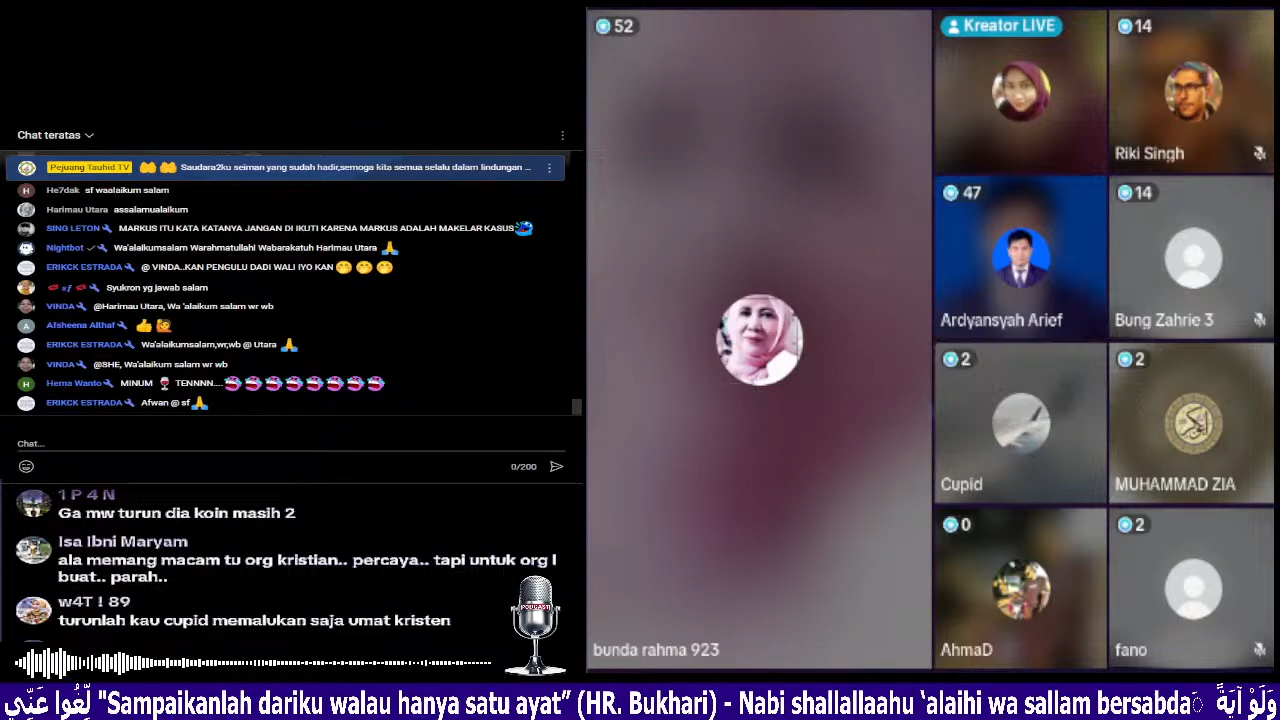 Chat teratas
Pejuang Tauhid TV 🤲 🤲 Saudara2ku seiman yang sudah hadir,semoga kita semua selalu dalam lindungan ...
H He7dak sf waalaikum salam
Harimau Utara assalamualaikum
SING LETON MARKUS ITU KATA KATANYA JANGAN DI IKUTI KARENA MARKUS ADALAH MAKELAR KASUS
Nightbot Wa'alaikumsalam Warahmatullahi Wabarakatuh Harimau Utara 🙏
ERIKCK ESTRADA @ VINDA..KAN PENGULU DADI WALI IYO KAN 🤭 🤭 🤭
💋 sf 💋 Syukron yg jawab salam
VINDA @Harimau Utara, Wa 'alaikum salam wr wb
A Afsheena Althaf 👍 🙋
ERIKCK ESTRADA Wa'alaikumsalam,wr,wb @ Utara 🙏
VINDA @SHE, Wa'alaikum salam wr wb
H Hema Wanto MINUM 🍷 TENNNN....
ERIKCK ESTRADA Afwan @ sf 🙏
Chat...
0/200
1 P 4 N
Ga mw turun dia koin masih 2
Isa Ibni Maryam
ala memang macam tu org kristian.. percaya.. tapi untuk org l
buat.. parah..
w4T ! 89
turunlah kau cupid memalukan saja umat kristen
PODCAST
52
bunda rahma 923
Kreator LIVE
14
Riki Singh
47
Ardyansyah Arief
14
Bung Zahrie 3
2
Cupid
2
MUHAMMAD ZIA
0
AhmaD
2
fano
لِّغُوا عَنِّي "Sampaikanlah dariku walau hanya satu ayat” (HR. Bukhari) - Nabi shallallaahu ‘alaihi wa sallam bersabda وَلَوْ آيَةً